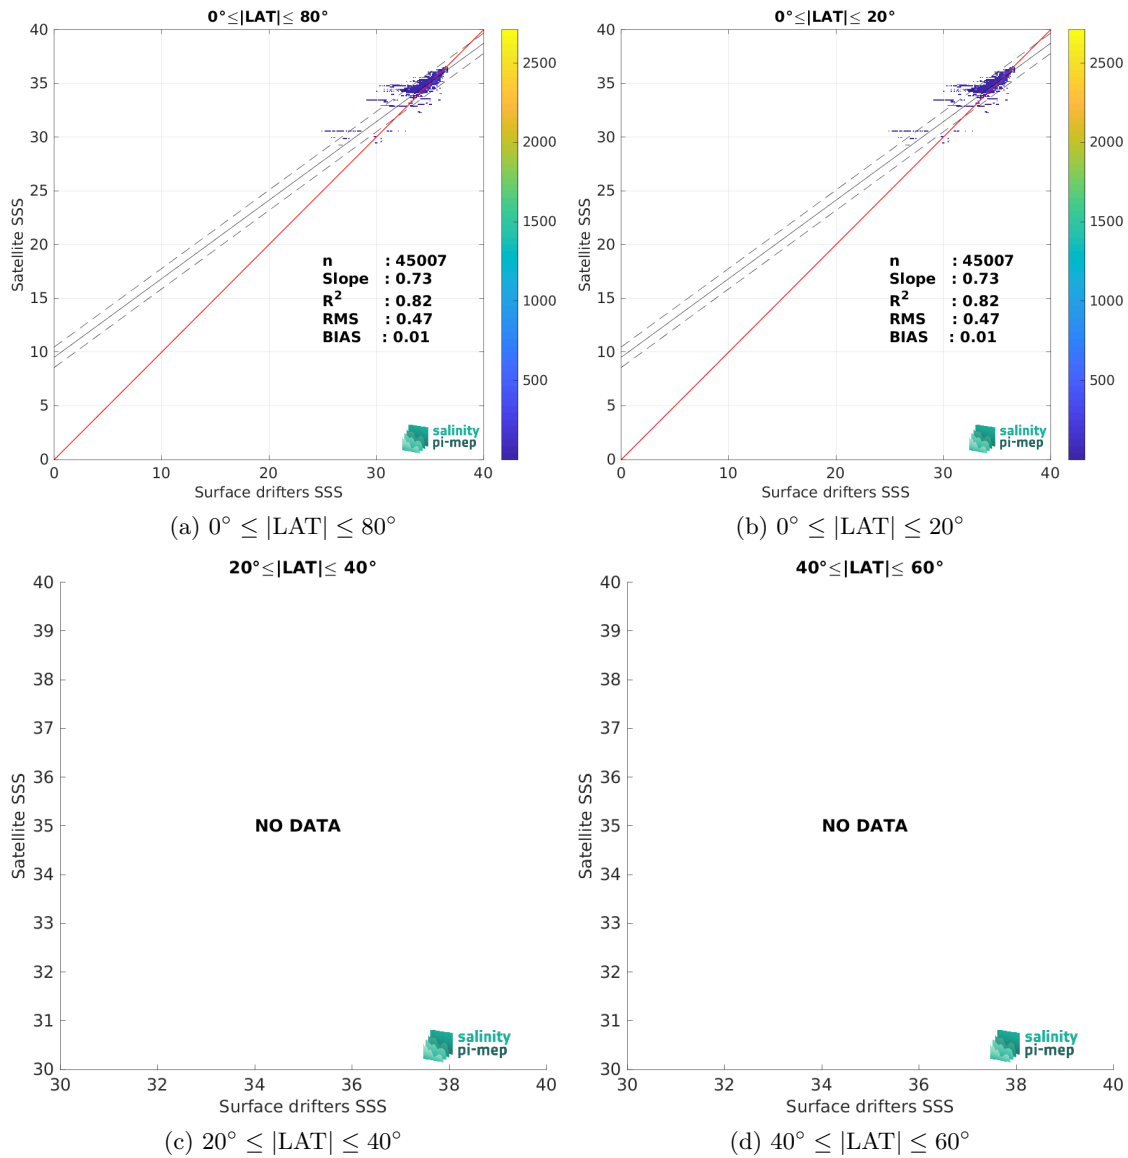 0°≤|LAT|≤ 80°
40
35
30
25
20
15
10
5
0
Satellite SSS
0
10
20
30
40
Surface drifters SSS
n : 45007
Slope : 0.73
R² : 0.82
RMS : 0.47
BIAS : 0.01
salinity
pi-mep
2500
2000
1500
1000
500
(a) 0° ≤ |LAT| ≤ 80°
0°≤|LAT|≤ 20°
40
35
30
25
20
15
10
5
0
Satellite SSS
0
10
20
30
40
Surface drifters SSS
n : 45007
Slope : 0.73
R² : 0.82
RMS : 0.47
BIAS : 0.01
salinity
pi-mep
2500
2000
1500
1000
500
(b) 0° ≤ |LAT| ≤ 20°
20°≤|LAT|≤ 40°
40
39
38
37
36
35
34
33
32
31
30
Satellite SSS
NO DATA
salinity
pi-mep
30
32
34
36
38
40
Surface drifters SSS
(c) 20° ≤ |LAT| ≤ 40°
40°≤|LAT|≤ 60°
40
39
38
37
36
35
34
33
32
31
30
Satellite SSS
NO DATA
salinity
pi-mep
30
32
34
36
38
40
Surface drifters SSS
(d) 40° ≤ |LAT| ≤ 60°